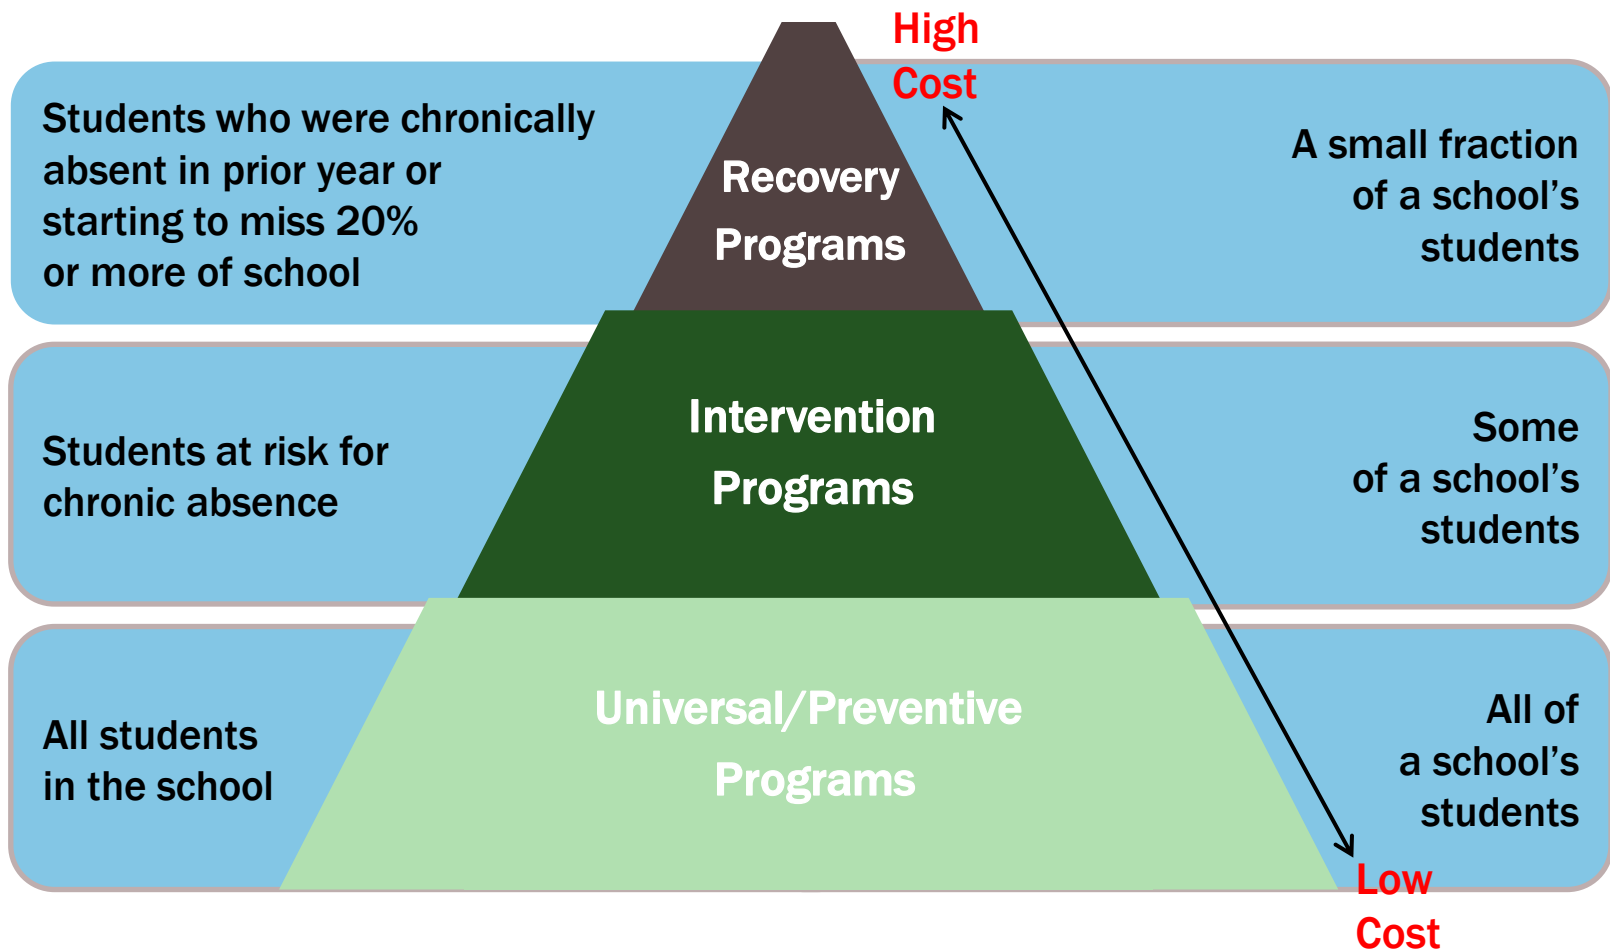 High
Cost
Students who were chronically
absent in prior year or
starting to miss 20%
or more of school
Recovery
Programs
A small fraction
of a school's
students
Students at risk for
chronic absence
Intervention
Programs
Some
of a school's
students
All students
in the school
Universal/Preventive
Programs
All of
a school's
students
Low
Cost